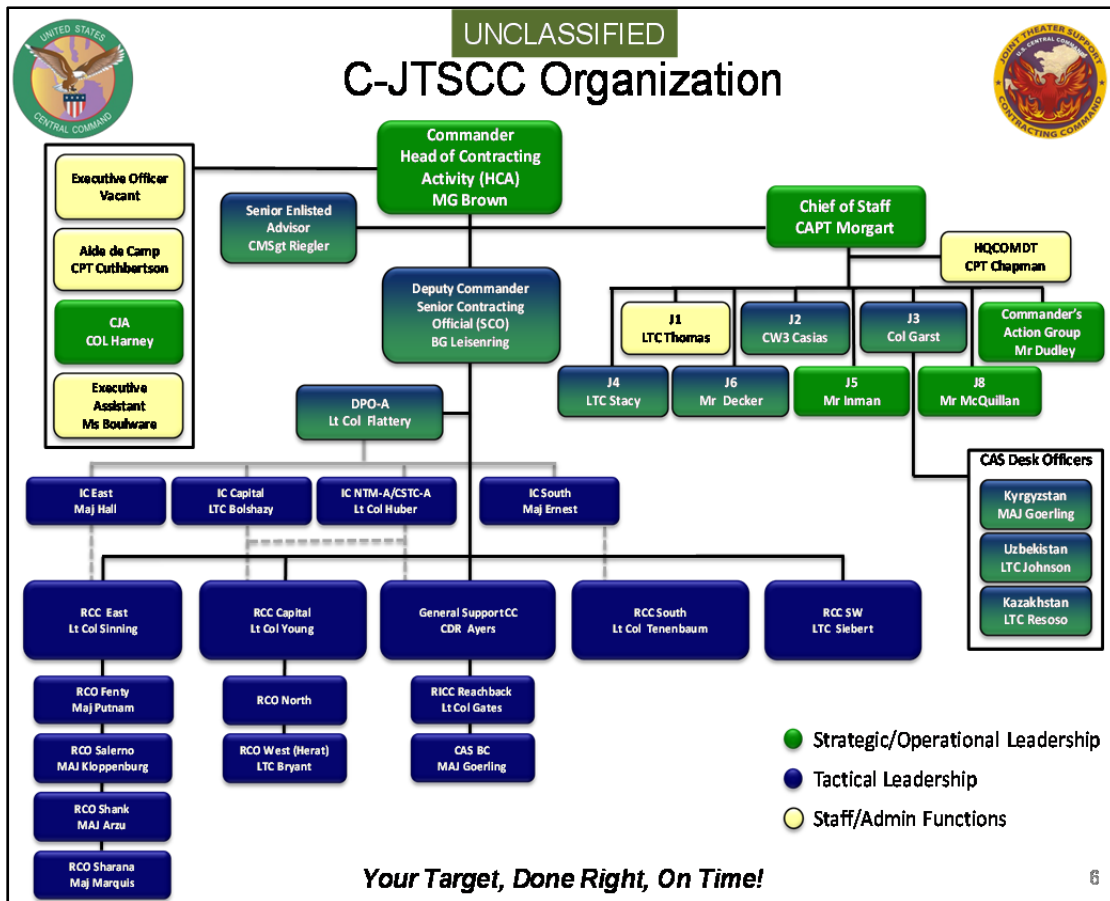 UNCLASSIFIED
C-JTSCC Organization
UNITED STATES
CENTRAL COMMAND
JOINT THEATER SUPPORT
U.S. CENTRAL COMMAND
CONTRACTING COMMAND
Commander
Head of Contracting
Activity (HCA)
MG Brown
Executive Officer
Vacant
Aide de Camp
CPT Cuthbertson
CJA
COL Harney
Executive
Assistant
Ms Boulware
Senior Enlisted
Advisor
CMSgt Riegler
Chief of Staff
CAPT Morgart
HQCOMDT
CPT Chapman
Deputy Commander
Senior Contracting
Official (SCO)
BG Leisenring
J1
LTC Thomas
J2
CW3 Casias
J3
Col Garst
Commander's
Action Group
Mr Dudley
J4
LTC Stacy
J6
Mr Decker
J5
Mr Inman
J8
Mr McQuillan
DPO-A
Lt Col Flattery
CAS Desk Officers
Kyrgyzstan
MAJ Goerling
Uzbekistan
LTC Johnson
Kazakhstan
LTC Resoso
IC East
Maj Hall
IC Capital
LTC Bolshazy
IC NTM-A/CSTC-A
Lt Col Huber
IC South
Maj Ernest
RCC East
Lt Col Sinning
RCC Capital
Lt Col Young
General Support CC
CDR Ayers
RCC South
Lt Col Tenenbaum
RCC SW
LTC Siebert
RCO Fenty
Maj Putnam
RCO Salerno
MAJ Kloppenburg
RCO Shank
MAJ Arzu
RCO Sharana
Maj Marquis
RCO North
RCO West (Herat)
LTC Bryant
RICC Reachback
Lt Col Gates
CAS BC
MAJ Goerling
Strategic/Operational Leadership
Tactical Leadership
Staff/Admin Functions
Your Target, Done Right, On Time!
6